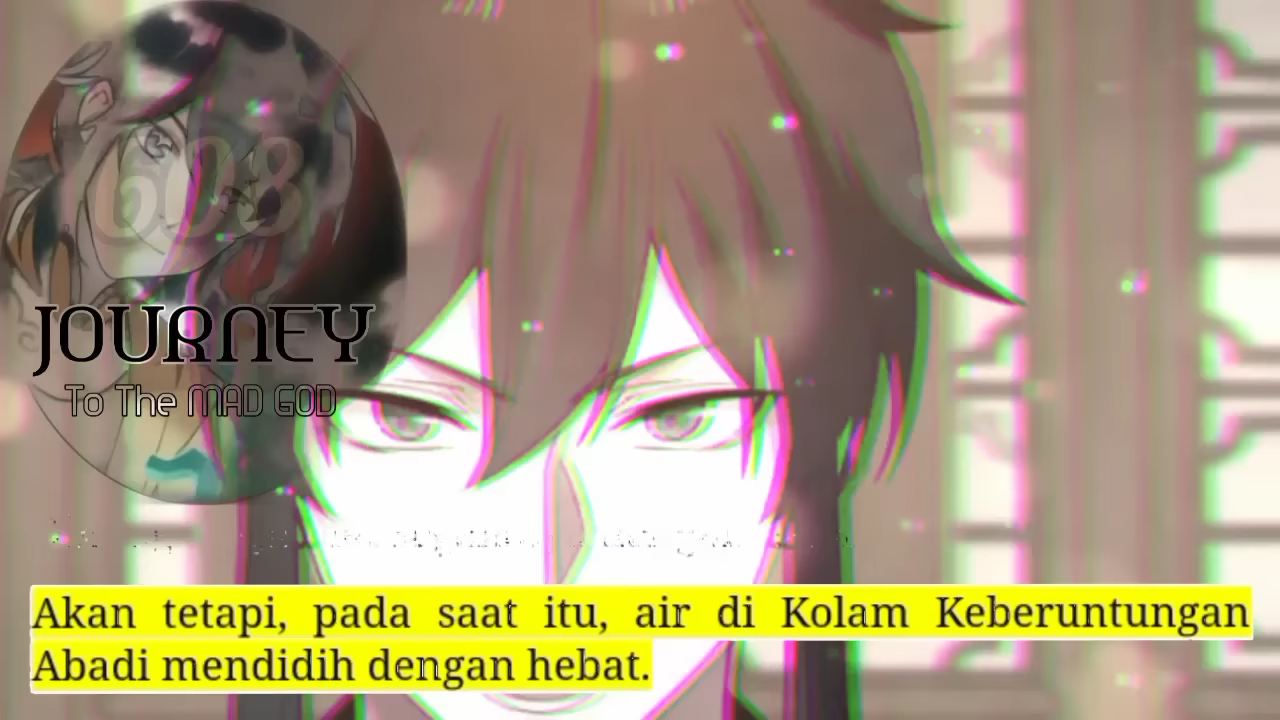 608
JOURNEY
To The MAD GOD
Akan tetapi, pada saat itu, air di Kolam Keberuntungan
Abadi mendidih dengan hebat.